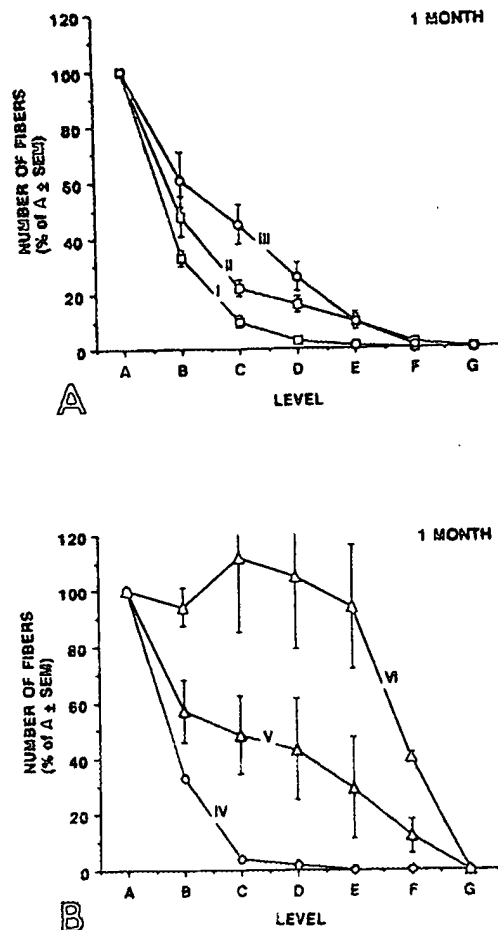 1 MONTH
120
100
80
60
40
20
0
NUMBER OF FIBERS
(% of A ± SEM)
III
II
I
A B C D E F G
LEVEL
A
1 MONTH
120
100
80
60
40
20
0
NUMBER OF FIBERS
(% of A ± SEM)
VI
V
IV
A B C D E F G
LEVEL
B